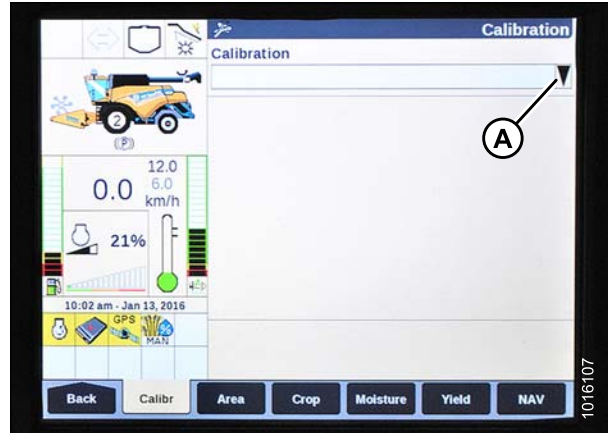 Calibration
Calibration
A
2
(P)
12.0
0.0
6.0
km/h
21%
10:02 am - Jan 13, 2016
GPS
MAN
Back
Calibr
Area
Crop
Moisture
Yield
NAV
1016107